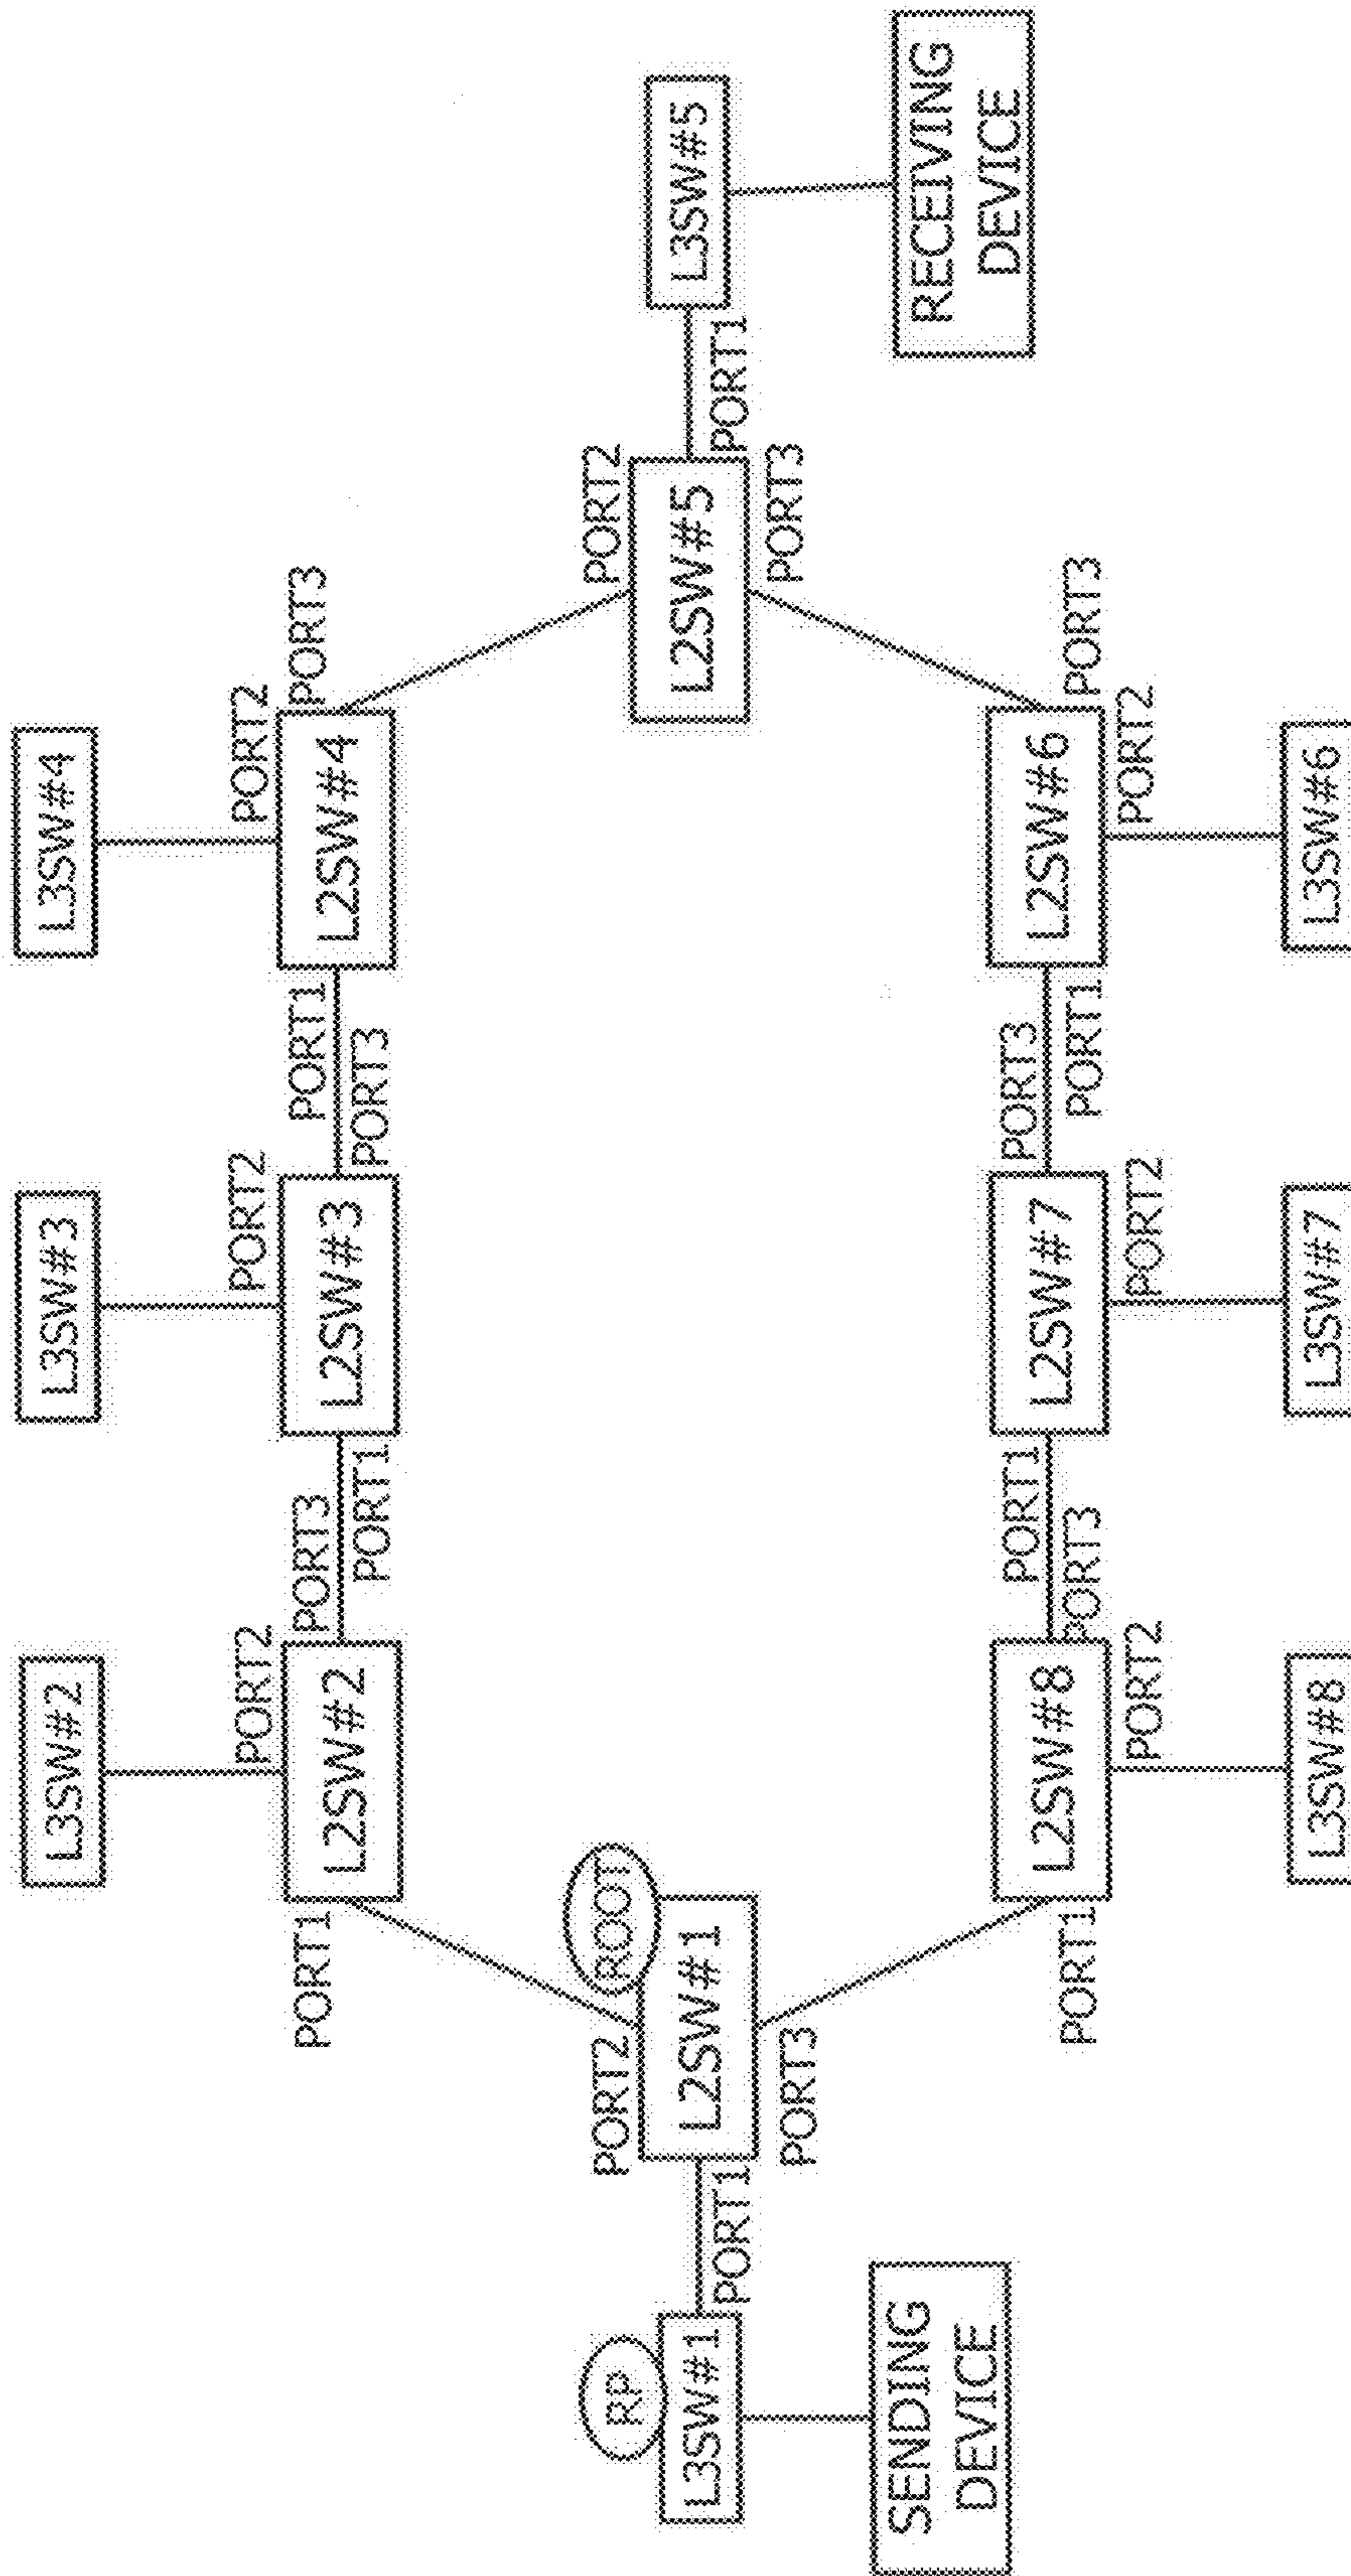 L3SW#2
L3SW#3
L3SW#4
PORT2
PORT2
PORT2
PORT1
L2SW#2
PORT3
PORT1
L2SW#3
PORT3
PORT1
L2SW#4
PORT3
RP
L3SW#1
PORT1
PORT2
ROOT
L2SW#1
PORT3
PORT2
L2SW#5
PORT3
PORT1
L3SW#5
SENDING
DEVICE
RECEIVING
DEVICE
PORT1
L2SW#8
PORT3
PORT1
L2SW#7
PORT3
PORT1
L2SW#6
PORT3
PORT2
PORT2
PORT2
L3SW#8
L3SW#7
L3SW#6